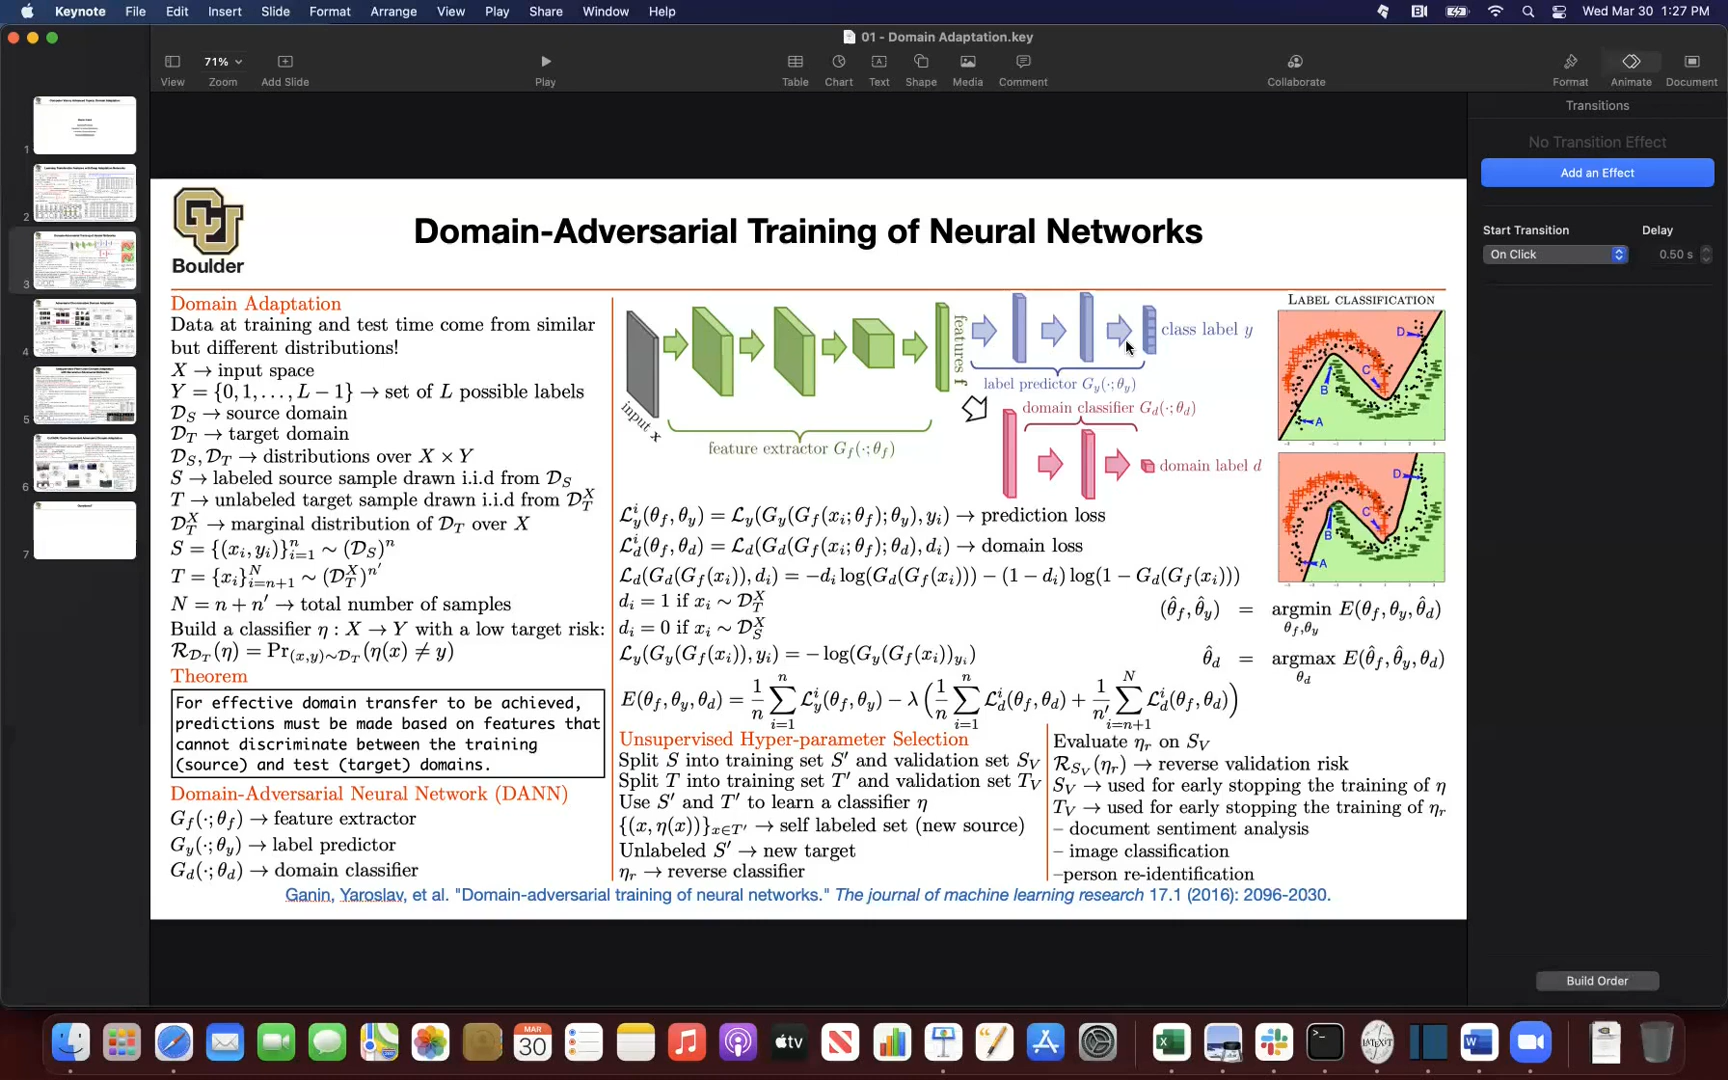 Keynote File Edit Insert Slide Format Arrange View Play Share Window Help
Wed Mar 30 1:27 PM
01 - Domain Adaptation.key
71%
View Zoom Add Slide Play Table Chart Text Shape Media Comment Collaborate Format Animate Document
Transitions
No Transition Effect
Add an Effect
Start Transition Delay
On Click 0.50 s
Build Order
1
2
3
4
5
6
7
CU
Boulder
Domain-Adversarial Training of Neural Networks
Domain Adaptation
Data at training and test time come from similar
but different distributions!
X → input space
Y = {0, 1, . . . , L − 1} → set of L possible labels
𝒟_S → source domain
𝒟_T → target domain
𝒟_S, 𝒟_T → distributions over X × Y
S → labeled source sample drawn i.i.d from 𝒟_S
T → unlabeled target sample drawn i.i.d from 𝒟_T^X
𝒟_T^X → marginal distribution of 𝒟_T over X
S = {(x_i, y_i)}_{i=1}^n ∼ (𝒟_S)^n
T = {x_i}_{i=n+1}^N ∼ (𝒟_T^X)^{n'}
N = n + n' → total number of samples
Build a classifier η : X → Y with a low target risk:
ℛ_{𝒟_T}(η) = Pr_{(x,y)∼𝒟_T}(η(x) ≠ y)
Theorem
For effective domain transfer to be achieved,
predictions must be made based on features that
cannot discriminate between the training
(source) and test (target) domains.
Domain-Adversarial Neural Network (DANN)
G_f(·; θ_f) → feature extractor
G_y(·; θ_y) → label predictor
G_d(·; θ_d) → domain classifier
input x
feature extractor G_f(·; θ_f)
features f
label predictor G_y(·; θ_y)
class label y
domain classifier G_d(·; θ_d)
domain label d
LABEL CLASSIFICATION
A B C D
A B C D
ℒ_y^i(θ_f, θ_y) = ℒ_y(G_y(G_f(x_i; θ_f); θ_y), y_i) → prediction loss
ℒ_d^i(θ_f, θ_d) = ℒ_d(G_d(G_f(x_i; θ_f); θ_d), d_i) → domain loss
ℒ_d(G_d(G_f(x_i)), d_i) = −d_i log(G_d(G_f(x_i))) − (1 − d_i) log(1 − G_d(G_f(x_i)))
d_i = 1 if x_i ∼ 𝒟_T^X
d_i = 0 if x_i ∼ 𝒟_S^X
ℒ_y(G_y(G_f(x_i)), y_i) = − log(G_y(G_f(x_i))_{y_i})
(θ̂_f, θ̂_y) = argmin_{θ_f,θ_y} E(θ_f, θ_y, θ̂_d)
θ̂_d = argmax_{θ_d} E(θ̂_f, θ̂_y, θ_d)
E(θ_f, θ_y, θ_d) = 1/n ∑_{i=1}^n ℒ_y^i(θ_f, θ_y) − λ (1/n ∑_{i=1}^n ℒ_d^i(θ_f, θ_d) + 1/n' ∑_{i=n+1}^N ℒ_d^i(θ_f, θ_d))
Unsupervised Hyper-parameter Selection
Split S into training set S' and validation set S_V
Split T into training set T' and validation set T_V
Use S' and T' to learn a classifier η
{(x, η(x))}_{x∈T'} → self labeled set (new source)
Unlabeled S' → new target
η_r → reverse classifier
Evaluate η_r on S_V
ℛ_{S_V}(η_r) → reverse validation risk
S_V → used for early stopping the training of η
T_V → used for early stopping the training of η_r
– document sentiment analysis
– image classification
–person re-identification
Ganin, Yaroslav, et al. "Domain-adversarial training of neural networks." The journal of machine learning research 17.1 (2016): 2096-2030.
MAR
30
tv